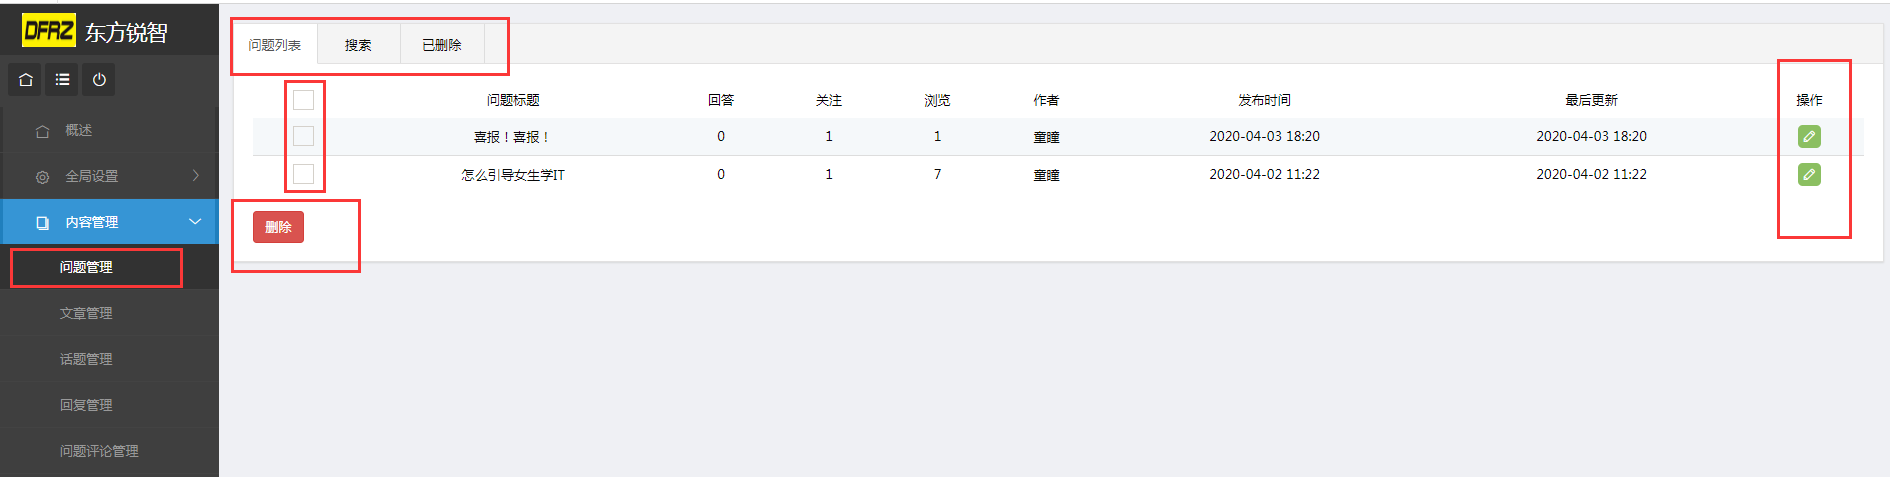 DFRZ 东方锐智
概述
全局设置
内容管理
问题管理
文章管理
话题管理
回复管理
问题评论管理
问题列表 搜索 已删除
问题标题 回答 关注 浏览 作者 发布时间 最后更新 操作
喜报！喜报！ 0 1 1 童瞳 2020-04-03 18:20 2020-04-03 18:20
怎么引导女生学IT 0 1 7 童瞳 2020-04-02 11:22 2020-04-02 11:22
删除